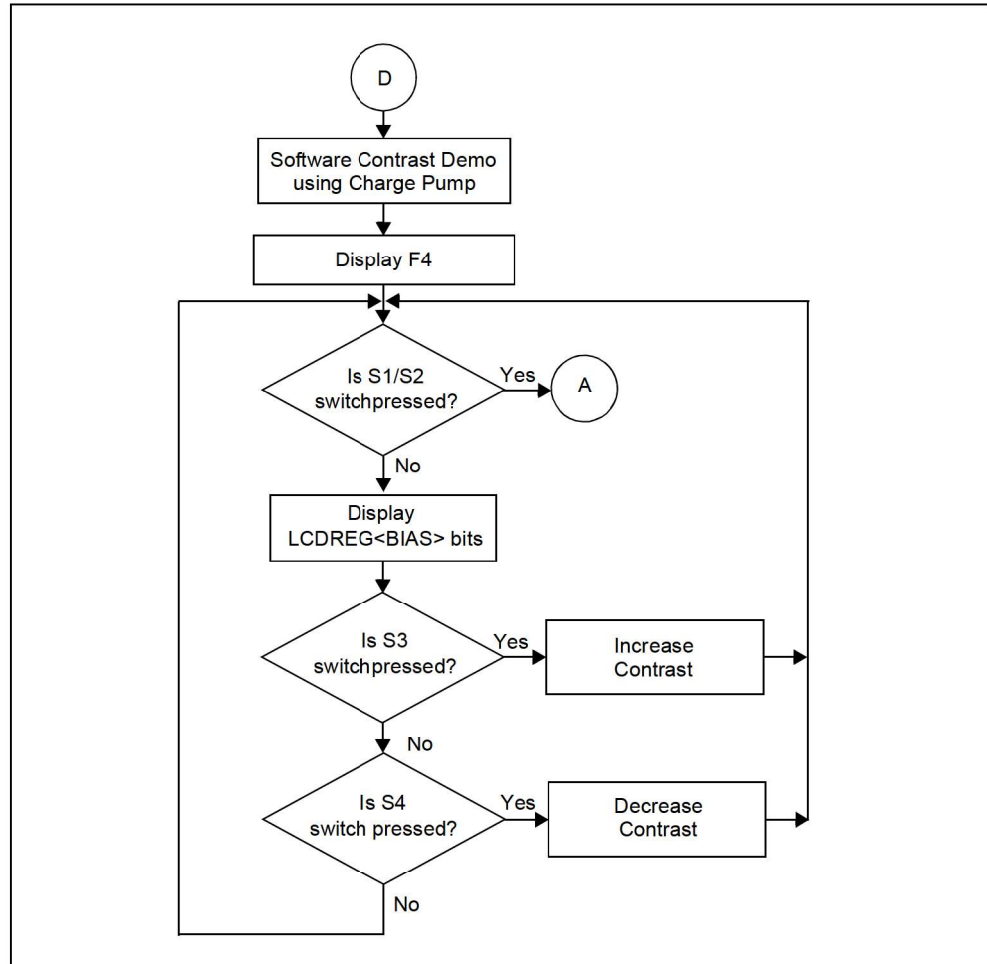 D
Software Contrast Demo
using Charge Pump
Display F4
Is S1/S2
switchpressed?
Yes
A
No
Display
LCDREG<BIAS> bits
Is S3
switchpressed?
Yes
Increase
Contrast
No
Is S4
switch pressed?
Yes
Decrease
Contrast
No